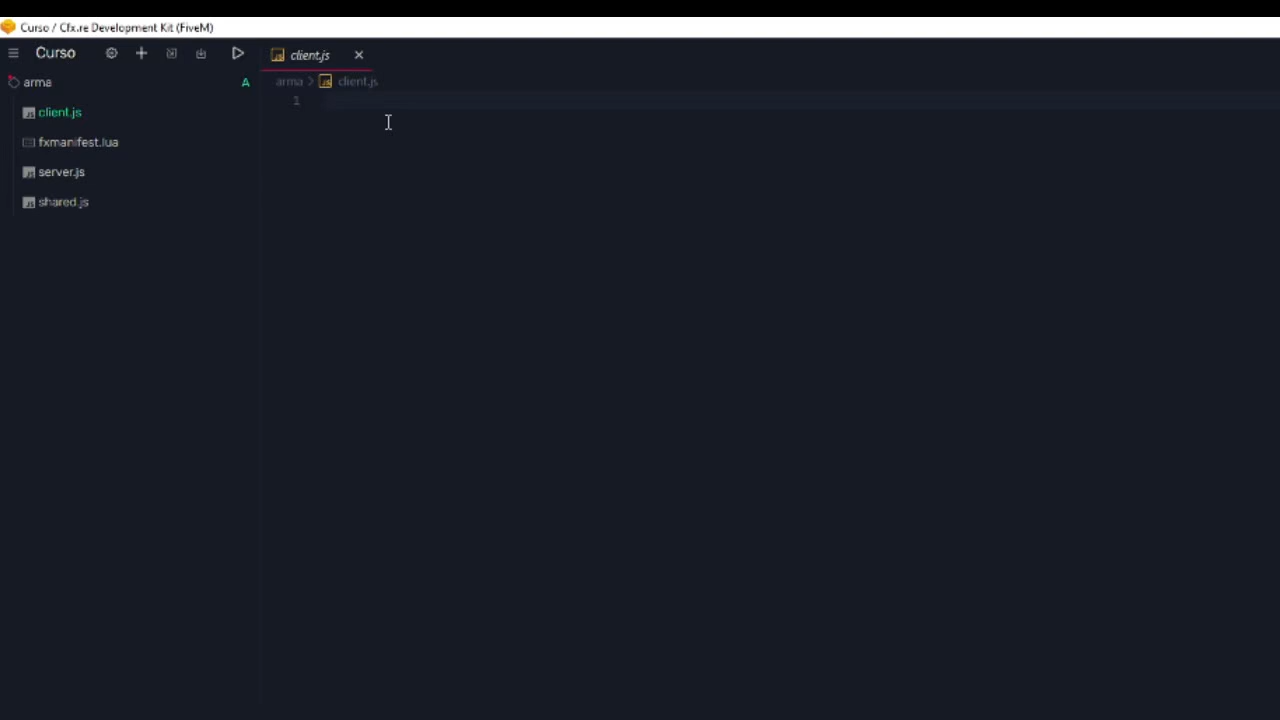 Curso / Cfx.re Development Kit (FiveM)
Curso
client.js
arma
A
arma > client.js
1
client.js
fxmanifest.lua
server.js
shared.js